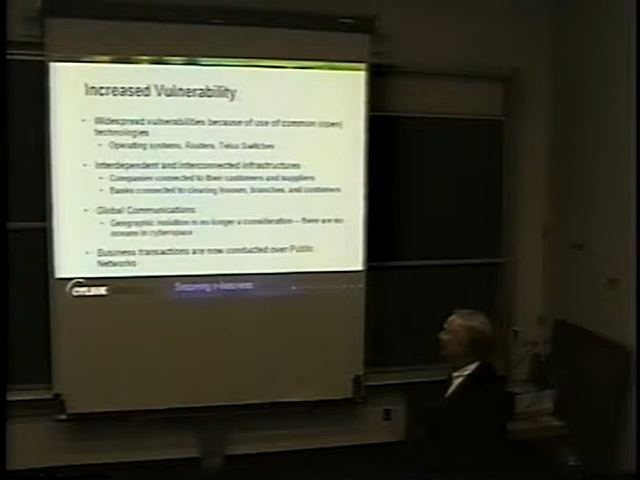 Increased Vulnerability
Widespread vulnerabilities because of use of common (open)
technologies
Operating systems, Routers, Telco Switches
Interdependent and interconnected infrastructures
Companies connected to their customers and suppliers
Banks connected to clearing houses, branches, and customers
Global Communications
Geographic isolation is no longer a consideration – there are no
oceans in cyberspace
Business transactions are now conducted over Public
Networks